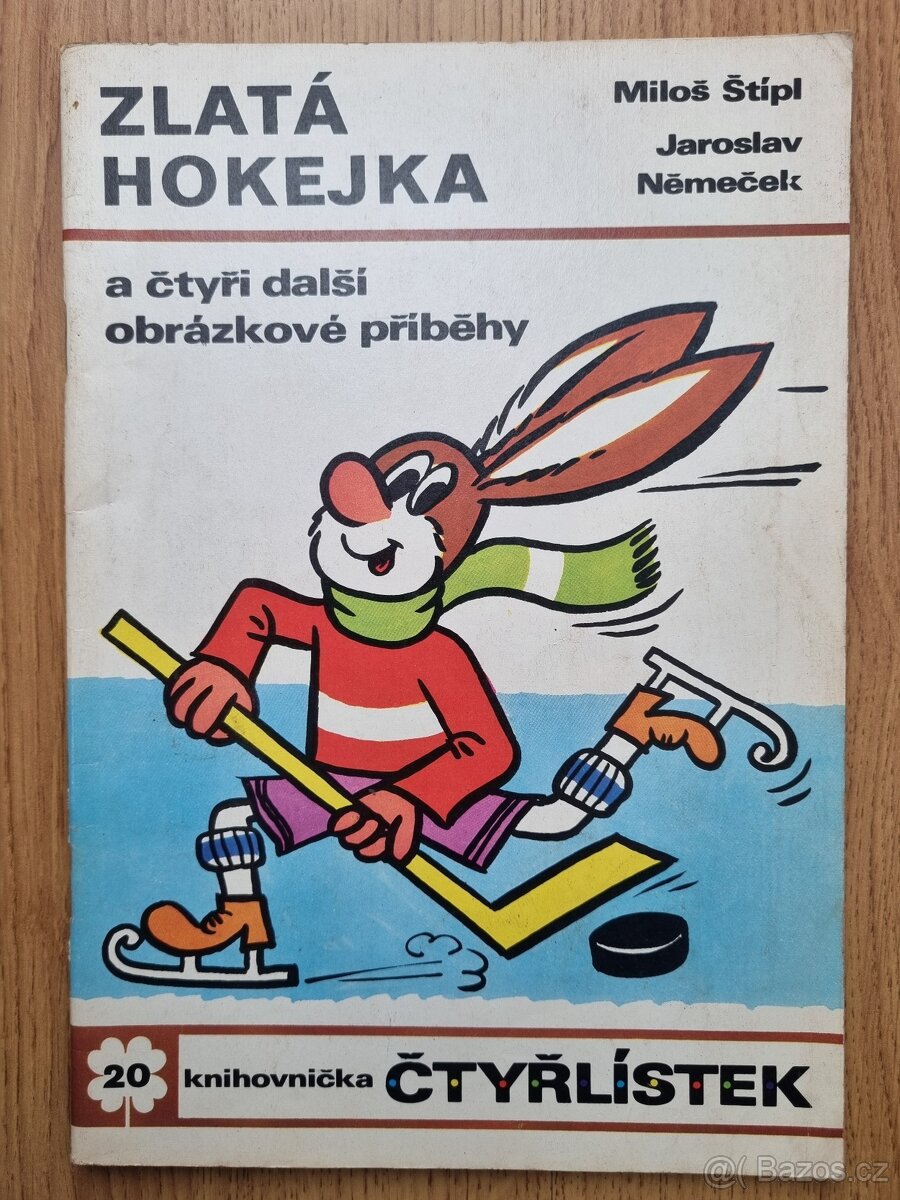 ZLATÁ
HOKEJKA
Miloš Štípl
Jaroslav
Němeček
a čtyři další
obrázkové příběhy
20
knihovnička
ČTYŘLÍSTEK
@( Bazos.cz